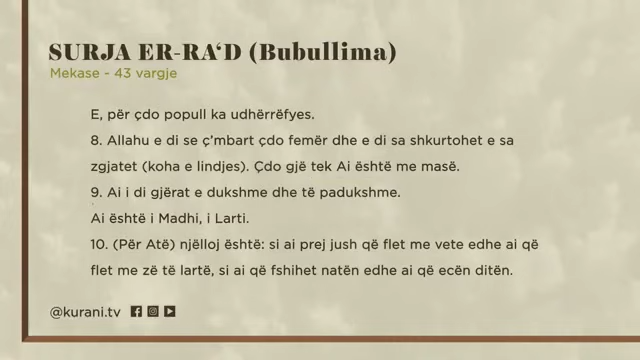 SURJA ER-RA‘D (Bubullima)
Mekase - 43 vargje
E, për çdo popull ka udhërrëfyes.
8. Allahu e di se ç’mbart çdo femër dhe e di sa shkurtohet e sa
zgjatet (koha e lindjes). Çdo gjë tek Ai është me masë.
9. Ai i di gjërat e dukshme dhe të padukshme.
Ai është i Madhi, i Larti.
10. (Për Atë) njëlloj është: si ai prej jush që flet me vete edhe ai që
flet me zë të lartë, si ai që fshihet natën edhe ai që ecën ditën.
@kurani.tv